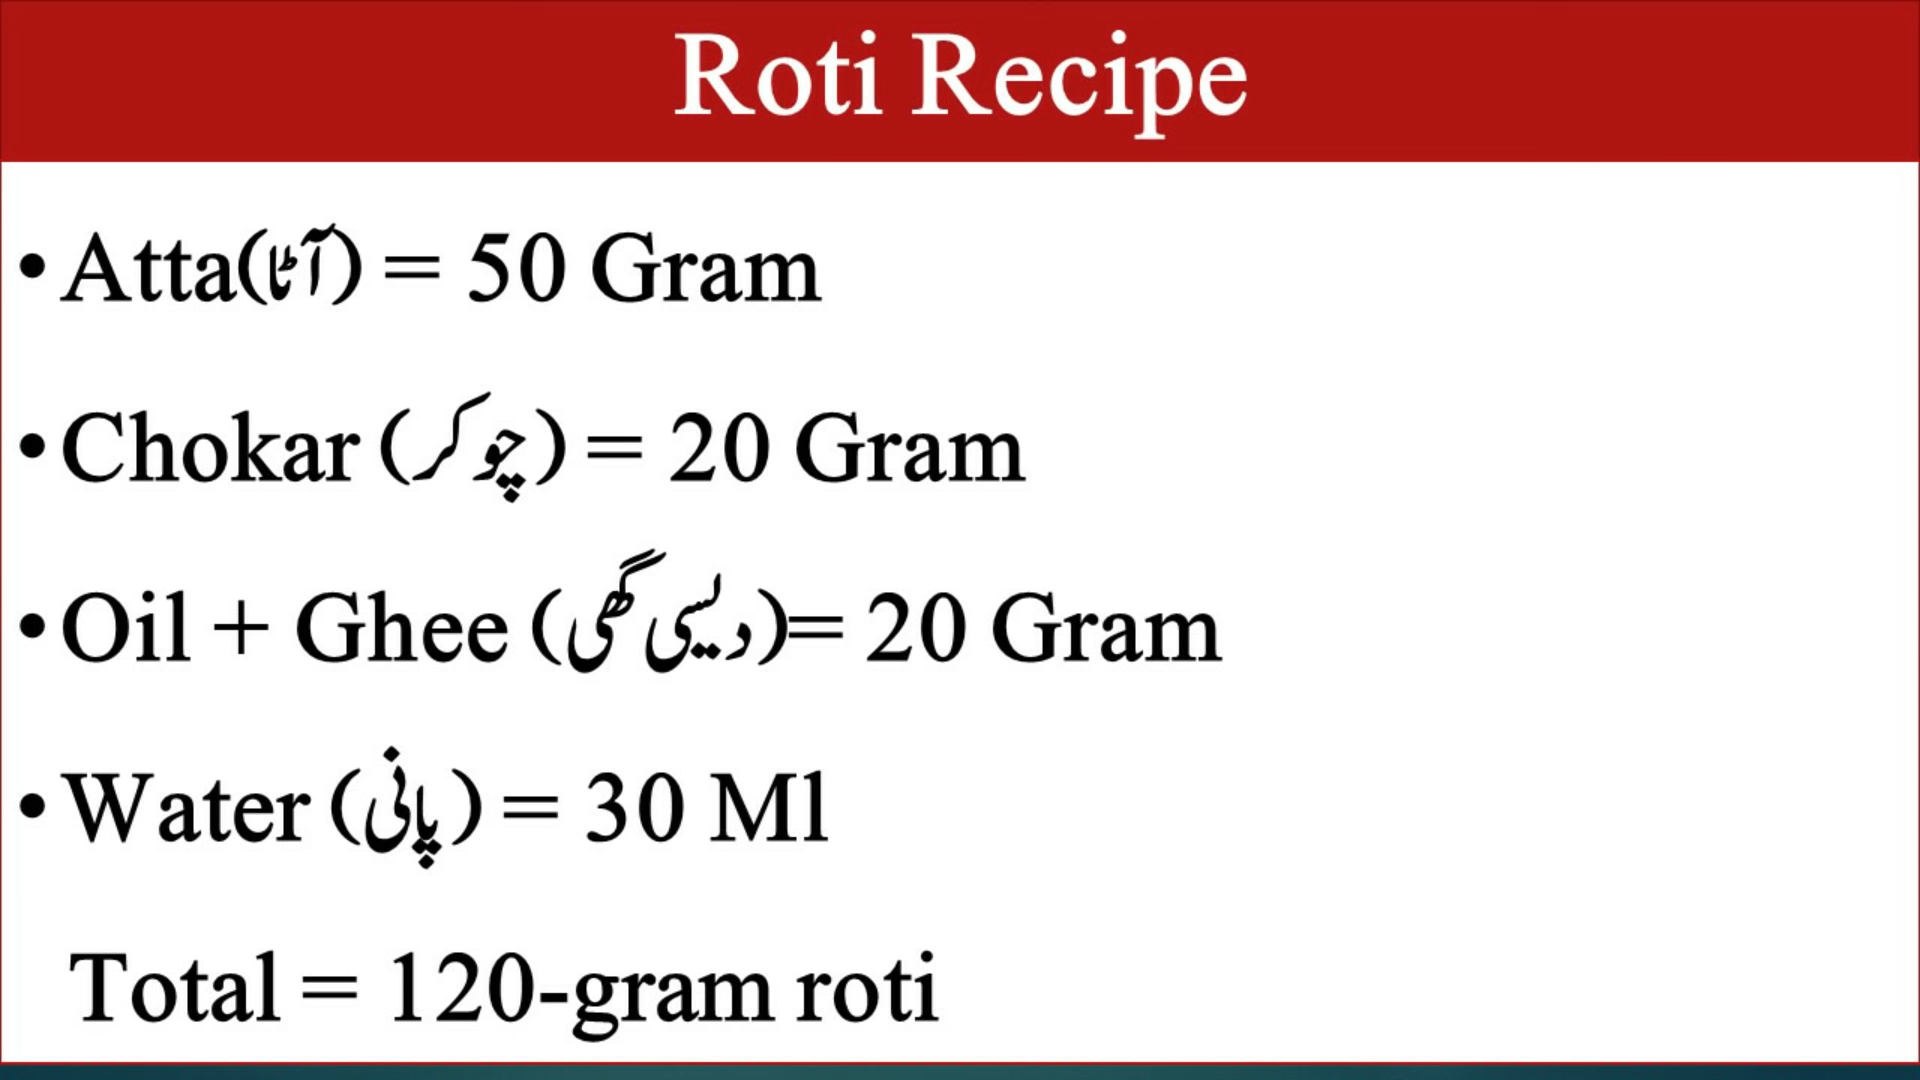 Roti Recipe
• Atta(آٹا) = 50 Gram
• Chokar (چوکر) = 20 Gram
• Oil + Ghee (دیسی گھی)= 20 Gram
• Water (پانی) = 30 Ml
Total = 120-gram roti